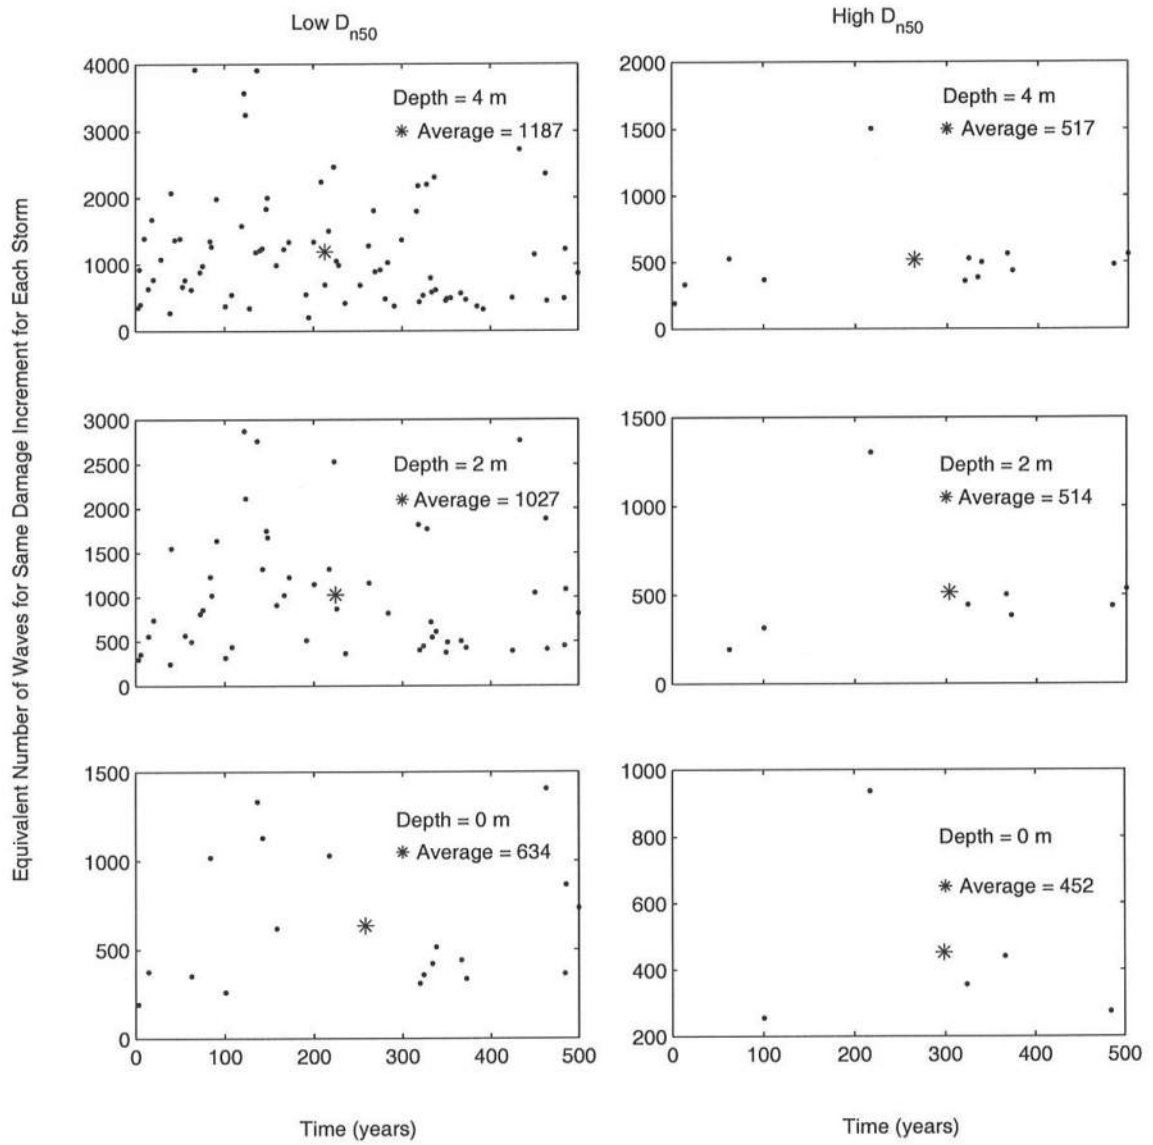 Low Dn50
High Dn50
Equivalent Number of Waves for Same Damage Increment for Each Storm
4000
3000
2000
1000
0
Depth = 4 m
* Average = 1187
2000
1500
1000
500
0
Depth = 4 m
* Average = 517
3000
2500
2000
1500
1000
500
0
Depth = 2 m
* Average = 1027
1500
1000
500
0
Depth = 2 m
* Average = 514
1500
1000
500
0
Depth = 0 m
* Average = 634
0 100 200 300 400 500
Time (years)
1000
800
600
400
200
Depth = 0 m
* Average = 452
0 100 200 300 400 500
Time (years)